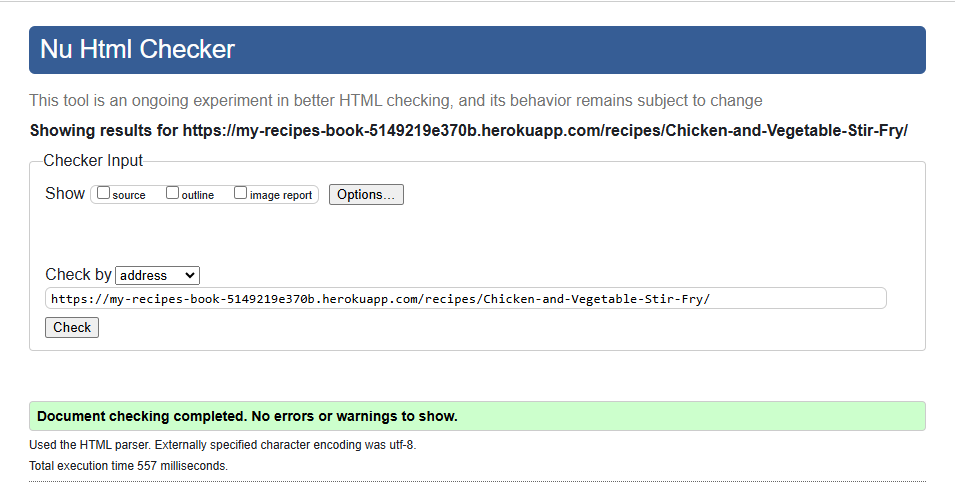 Nu Html Checker
This tool is an ongoing experiment in better HTML checking, and its behavior remains subject to change
Showing results for https://my-recipes-book-5149219e370b.herokuapp.com/recipes/Chicken-and-Vegetable-Stir-Fry/
Checker Input
Show source outline image report Options...
Check by address
https://my-recipes-book-5149219e370b.herokuapp.com/recipes/Chicken-and-Vegetable-Stir-Fry/
Check
Document checking completed. No errors or warnings to show.
Used the HTML parser. Externally specified character encoding was utf-8.
Total execution time 557 milliseconds.